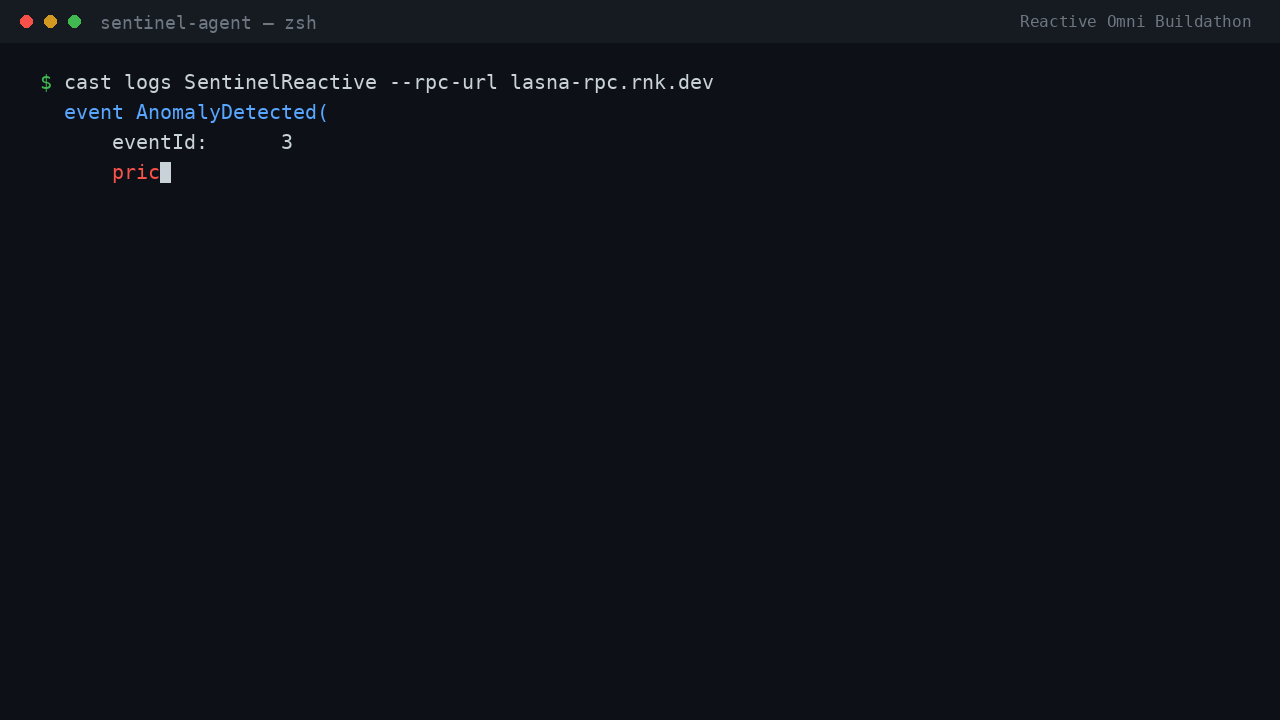 sentinel-agent — zsh
Reactive Omni Buildathon
$ cast logs SentinelReactive --rpc-url lasna-rpc.rnk.dev
event AnomalyDetected(
eventId: 3
pric